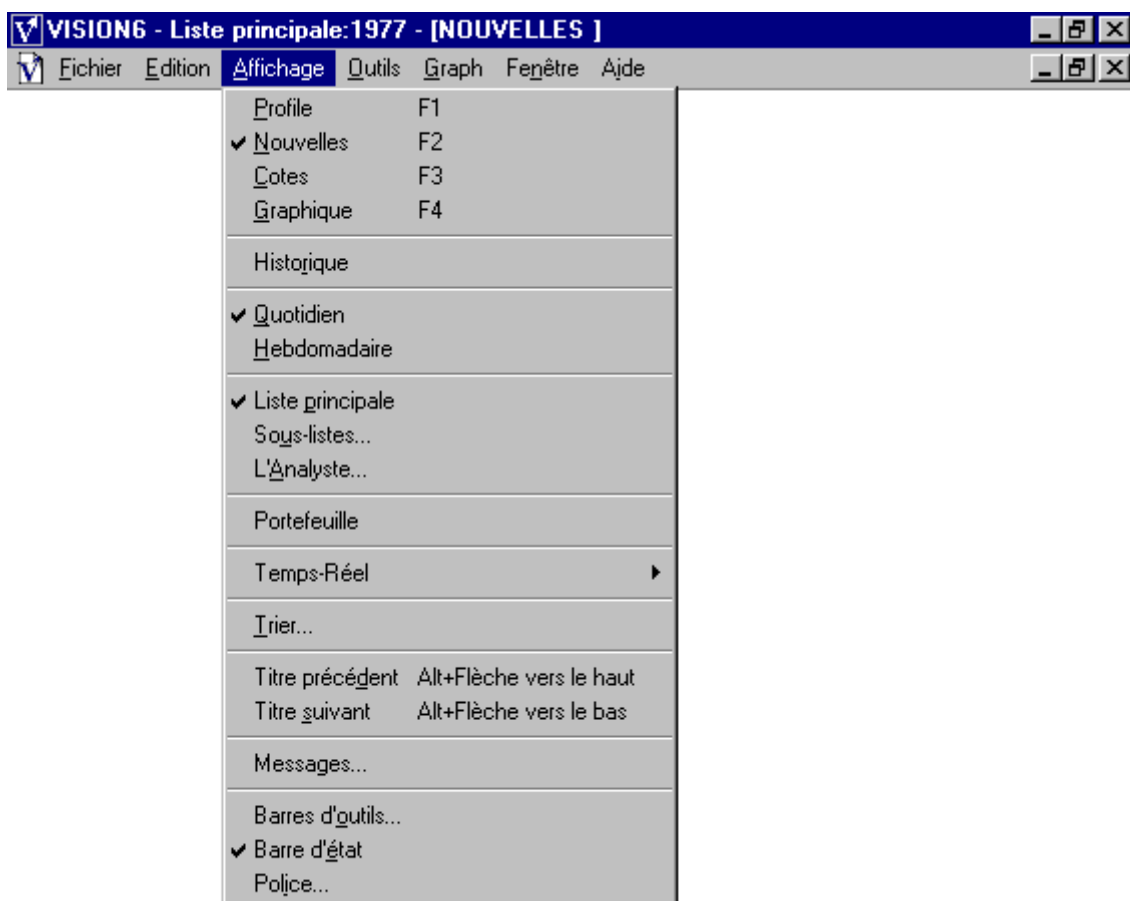 VISION6 - Liste principale:1977 - [NOUVELLES ]
Fichier Edition Affichage Outils Graph Fenêtre Aide
Profile F1
Nouvelles F2
Cotes F3
Graphique F4
Historique
Quotidien
Hebdomadaire
Liste principale
Sous-listes...
L'Analyste...
Portefeuille
Temps-Réel
Trier...
Titre précédent Alt+Flèche vers le haut
Titre suivant Alt+Flèche vers le bas
Messages...
Barres d'outils...
Barre d'état
Police...